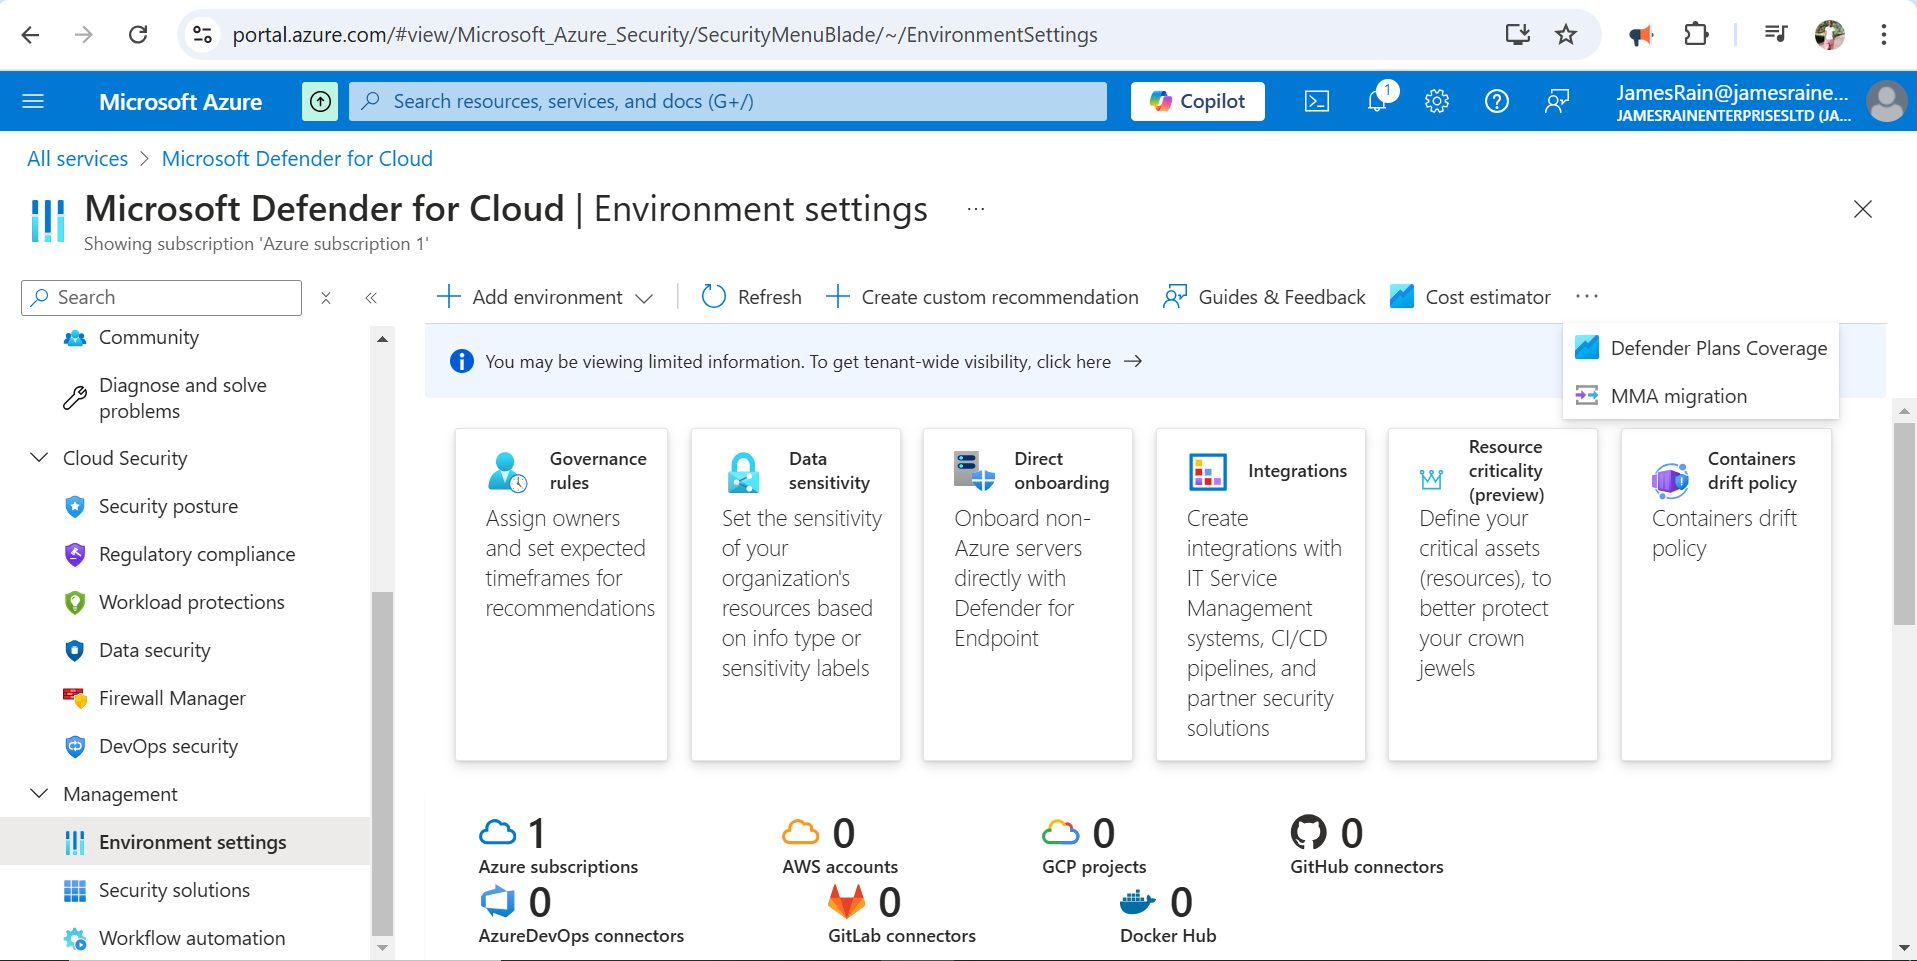 portal.azure.com/#view/Microsoft_Azure_Security/SecurityMenuBlade/~/EnvironmentSettings
Microsoft Azure
Search resources, services, and docs (G+/)
Copilot
1
JamesRain@jamesraine...
JAMESRAINENTERPRISESLTD (JA...
All services > Microsoft Defender for Cloud
Microsoft Defender for Cloud | Environment settings ...
Showing subscription 'Azure subscription 1'
Search
Community
Diagnose and solve
problems
Cloud Security
Security posture
Regulatory compliance
Workload protections
Data security
Firewall Manager
DevOps security
Management
Environment settings
Security solutions
Workflow automation
Add environment
Refresh
Create custom recommendation
Guides & Feedback
Cost estimator
...
Defender Plans Coverage
MMA migration
You may be viewing limited information. To get tenant-wide visibility, click here →
Governance
rules
Assign owners
and set expected
timeframes for
recommendations
Data
sensitivity
Set the sensitivity
of your
organization's
resources based
on info type or
sensitivity labels
Direct
onboarding
Onboard non-
Azure servers
directly with
Defender for
Endpoint
Integrations
Create
integrations with
IT Service
Management
systems, CI/CD
pipelines, and
partner security
solutions
Resource
criticality
(preview)
Define your
critical assets
(resources), to
better protect
your crown
jewels
Containers
drift policy
Containers drift
policy
1
Azure subscriptions
0
AWS accounts
0
GCP projects
0
GitHub connectors
0
AzureDevOps connectors
0
GitLab connectors
0
Docker Hub